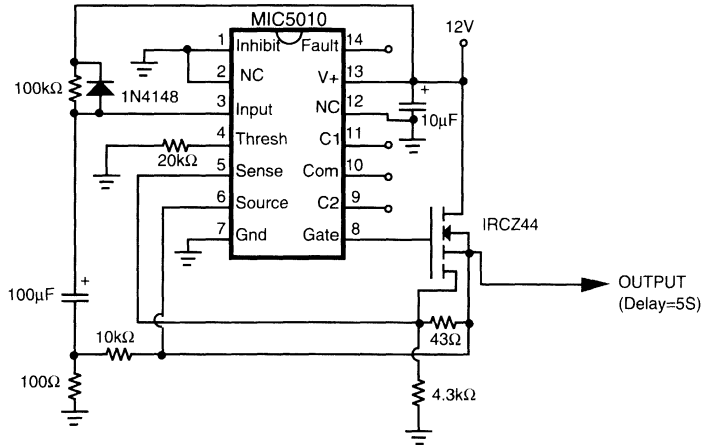 MIC5010
12V
1 Inhibit Fault 14
2 NC V+ 13
+
100kΩ
1N4148
3 Input NC 12
10µF
4 Thresh C1 11
20kΩ
5 Sense Com 10
6 Source C2 9
7 Gnd Gate 8
IRCZ44
+
100µF
OUTPUT
(Delay=5S)
10kΩ
43Ω
100Ω
4.3kΩ